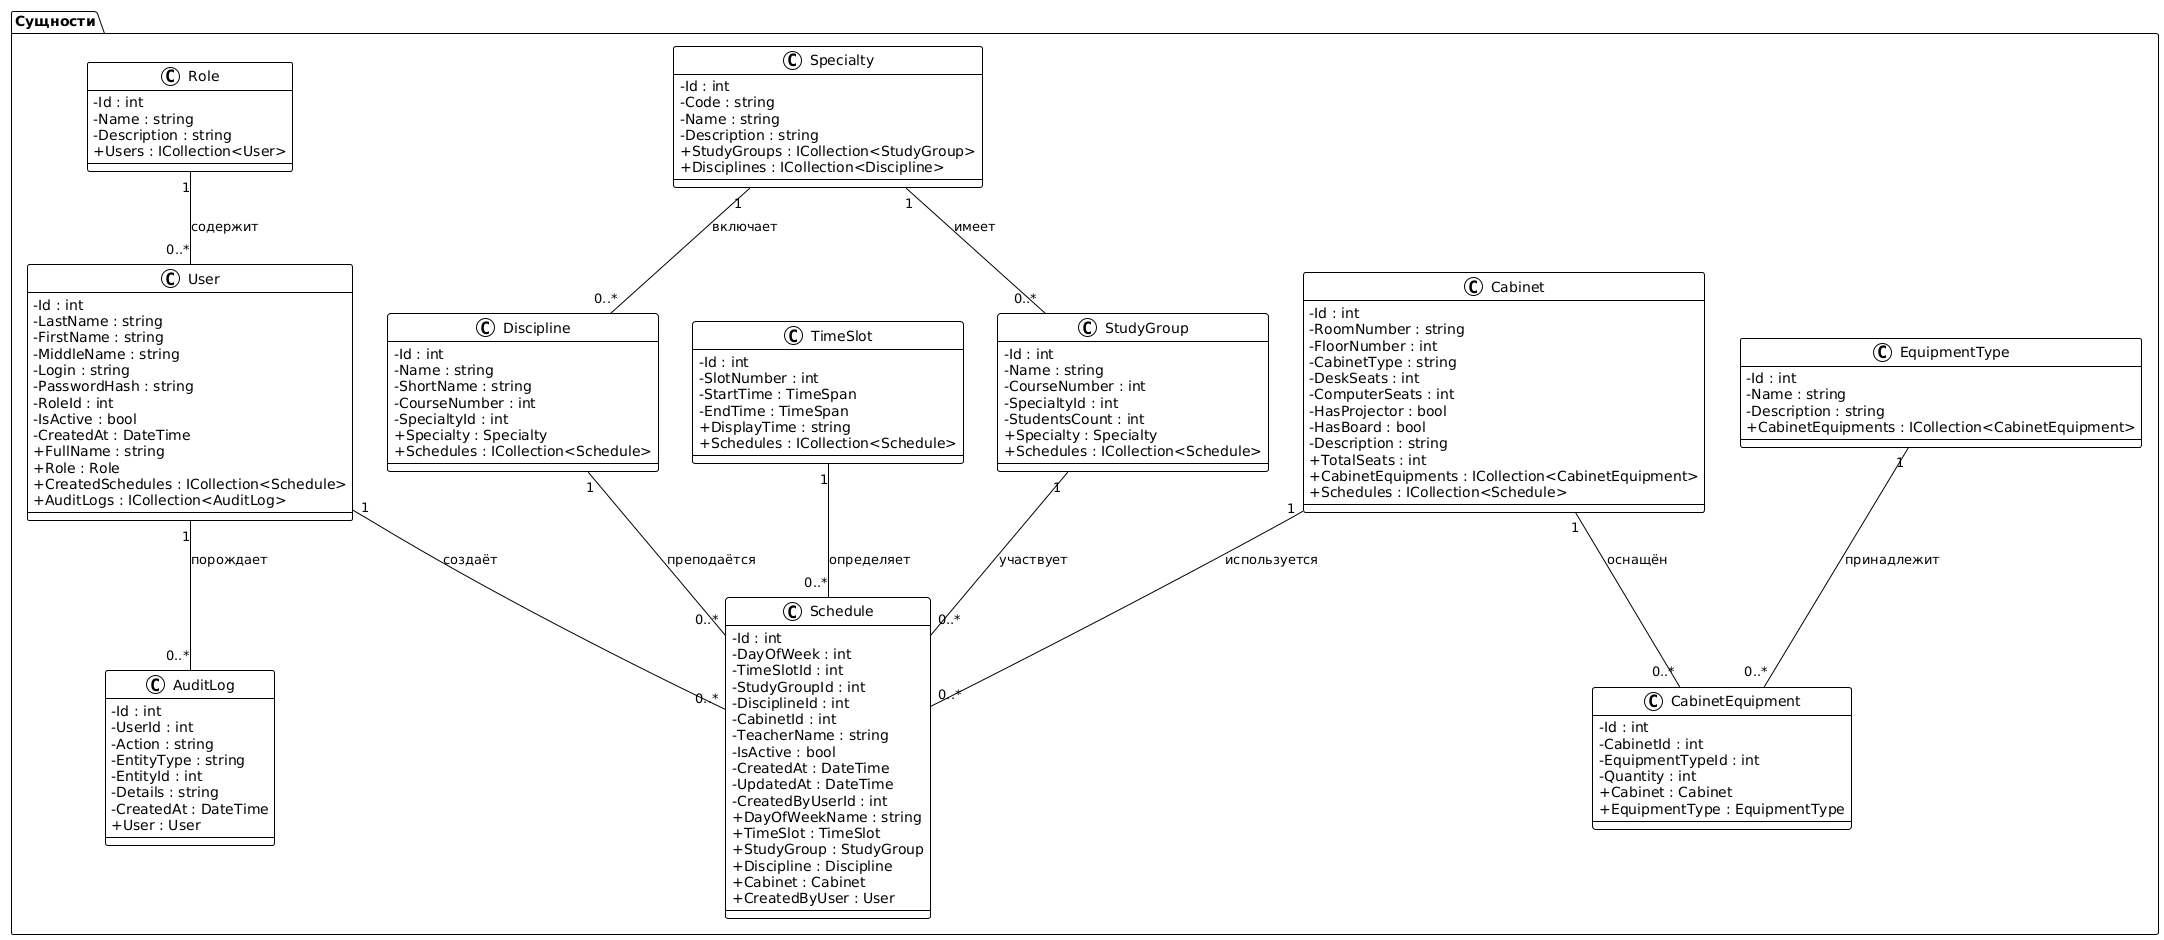 Сущности
C Role
-Id : int
-Name : string
-Description : string
+Users : ICollection<User>
C Specialty
-Id : int
-Code : string
-Name : string
-Description : string
+StudyGroups : ICollection<StudyGroup>
+Disciplines : ICollection<Discipline>
1
содержит
0..*
1
включает
0..*
1
имеет
0..*
C User
-Id : int
-LastName : string
-FirstName : string
-MiddleName : string
-Login : string
-PasswordHash : string
-RoleId : int
-IsActive : bool
-CreatedAt : DateTime
+FullName : string
+Role : Role
+CreatedSchedules : ICollection<Schedule>
+AuditLogs : ICollection<AuditLog>
C Discipline
-Id : int
-Name : string
-ShortName : string
-CourseNumber : int
-SpecialtyId : int
+Specialty : Specialty
+Schedules : ICollection<Schedule>
C TimeSlot
-Id : int
-SlotNumber : int
-StartTime : TimeSpan
-EndTime : TimeSpan
+DisplayTime : string
+Schedules : ICollection<Schedule>
C StudyGroup
-Id : int
-Name : string
-CourseNumber : int
-SpecialtyId : int
-StudentsCount : int
+Specialty : Specialty
+Schedules : ICollection<Schedule>
C Cabinet
-Id : int
-RoomNumber : string
-FloorNumber : int
-CabinetType : string
-DeskSeats : int
-ComputerSeats : int
-HasProjector : bool
-HasBoard : bool
-Description : string
+TotalSeats : int
+CabinetEquipments : ICollection<CabinetEquipment>
+Schedules : ICollection<Schedule>
C EquipmentType
-Id : int
-Name : string
-Description : string
+CabinetEquipments : ICollection<CabinetEquipment>
1
порождает
0..*
1
создаёт
0..*
1
преподаётся
0..*
1
определяет
0..*
1
участвует
0..*
1
используется
0..*
1
оснащён
0..*
1
принадлежит
0..*
C AuditLog
-Id : int
-UserId : int
-Action : string
-EntityType : string
-EntityId : int
-Details : string
-CreatedAt : DateTime
+User : User
C Schedule
-Id : int
-DayOfWeek : int
-TimeSlotId : int
-StudyGroupId : int
-DisciplineId : int
-CabinetId : int
-TeacherName : string
-IsActive : bool
-CreatedAt : DateTime
-UpdatedAt : DateTime
-CreatedByUserId : int
+DayOfWeekName : string
+TimeSlot : TimeSlot
+StudyGroup : StudyGroup
+Discipline : Discipline
+Cabinet : Cabinet
+CreatedByUser : User
C CabinetEquipment
-Id : int
-CabinetId : int
-EquipmentTypeId : int
-Quantity : int
+Cabinet : Cabinet
+EquipmentType : EquipmentType